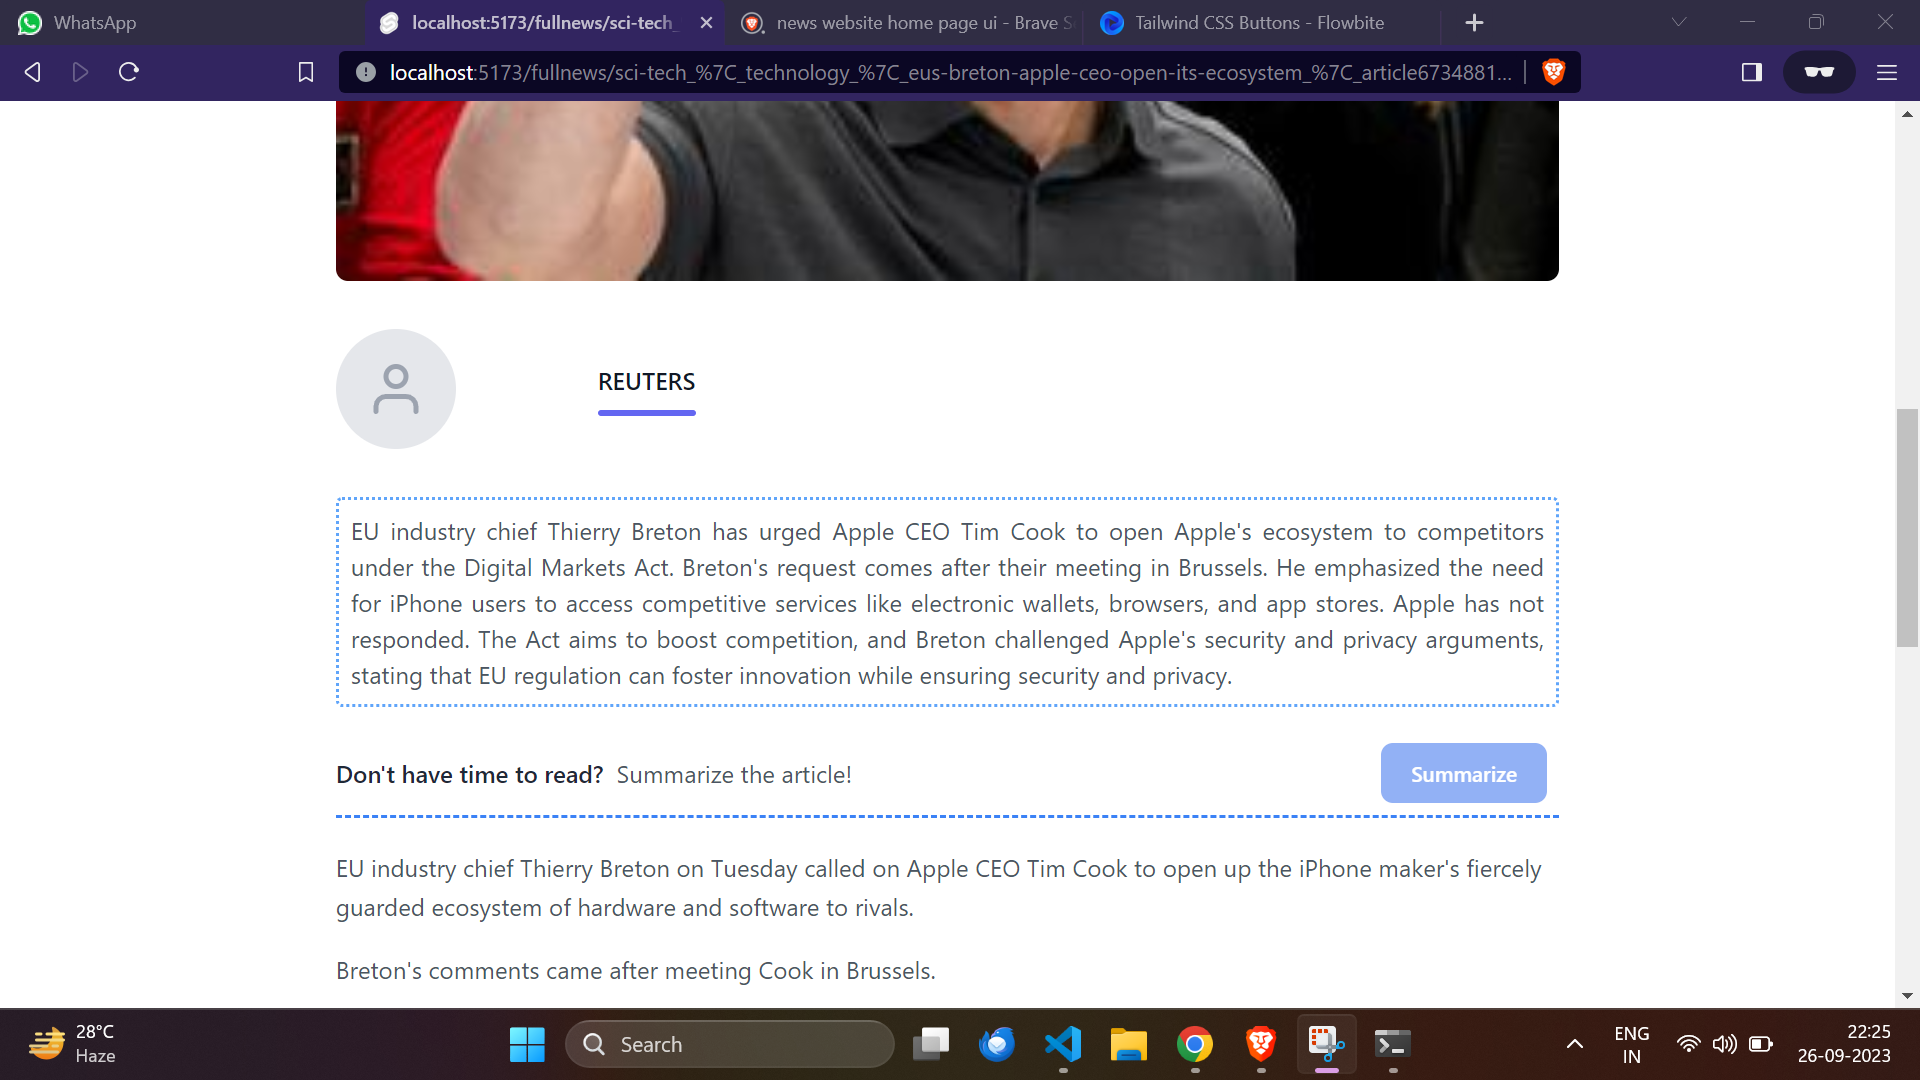 WhatsApp
localhost:5173/fullnews/sci-tech_
news website home page ui - Brave S
Tailwind CSS Buttons - Flowbite
localhost:5173/fullnews/sci-tech_%7C_technology_%7C_eus-breton-apple-ceo-open-its-ecosystem_%7C_article6734881...
REUTERS
EU industry chief Thierry Breton has urged Apple CEO Tim Cook to open Apple's ecosystem to competitors
under the Digital Markets Act. Breton's request comes after their meeting in Brussels. He emphasized the need
for iPhone users to access competitive services like electronic wallets, browsers, and app stores. Apple has not
responded. The Act aims to boost competition, and Breton challenged Apple's security and privacy arguments,
stating that EU regulation can foster innovation while ensuring security and privacy.
Don't have time to read? Summarize the article!
Summarize
EU industry chief Thierry Breton on Tuesday called on Apple CEO Tim Cook to open up the iPhone maker's fiercely
guarded ecosystem of hardware and software to rivals.
Breton's comments came after meeting Cook in Brussels.
28°C
Haze
Search
ENG
IN
22:25
26-09-2023